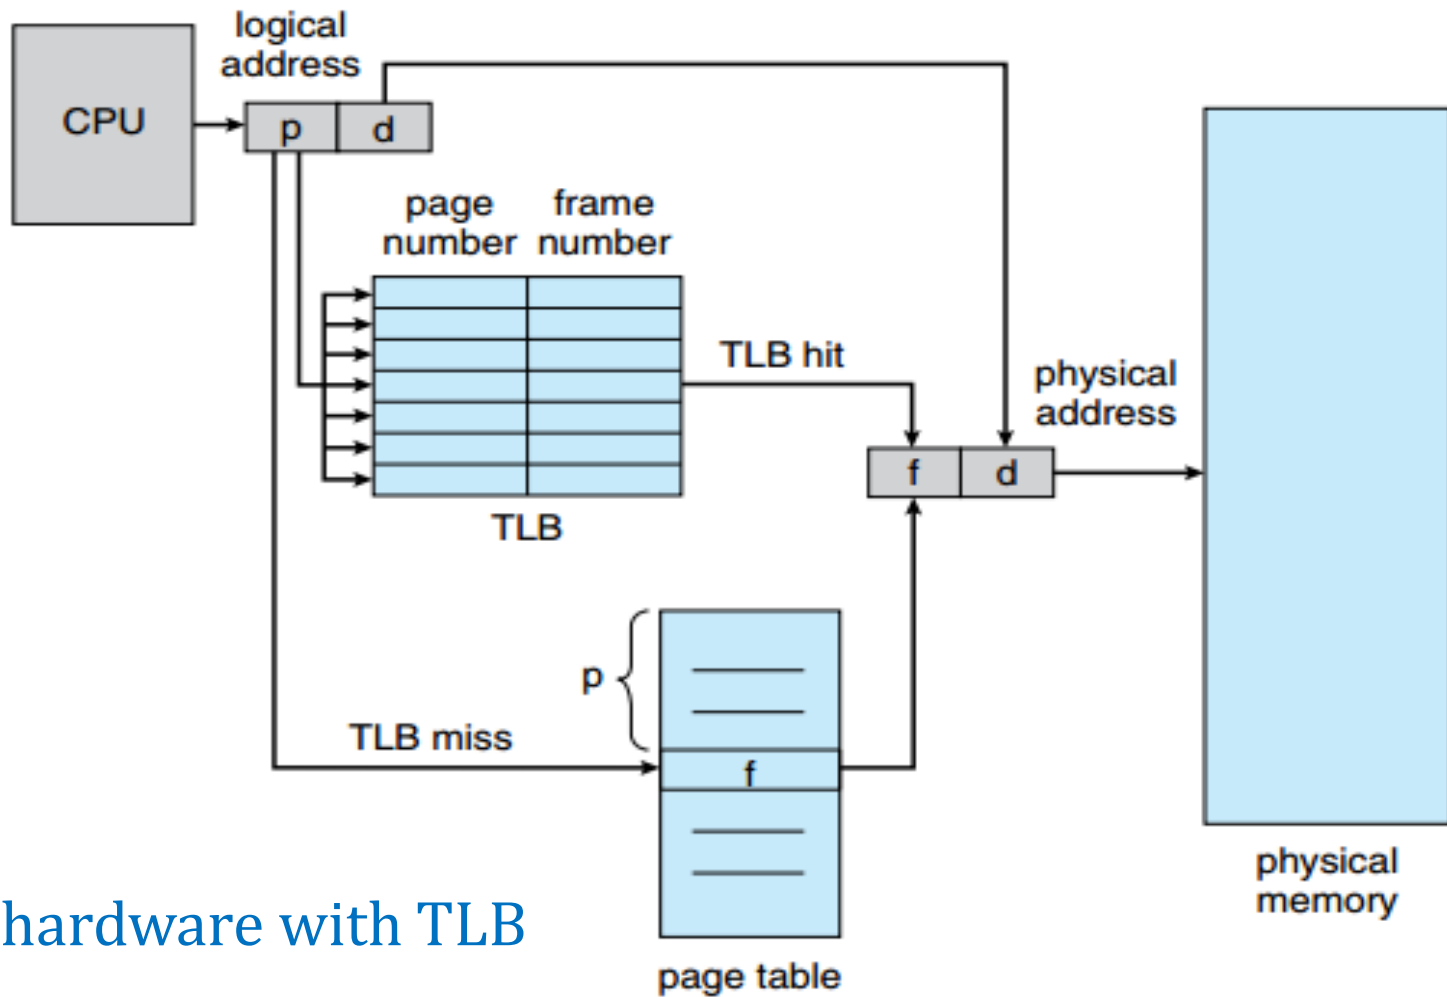 logical
address
CPU
p
d
page
number
frame
number
TLB hit
physical
address
f
d
TLB
p
TLB miss
f
physical
memory
hardware with TLB
page table